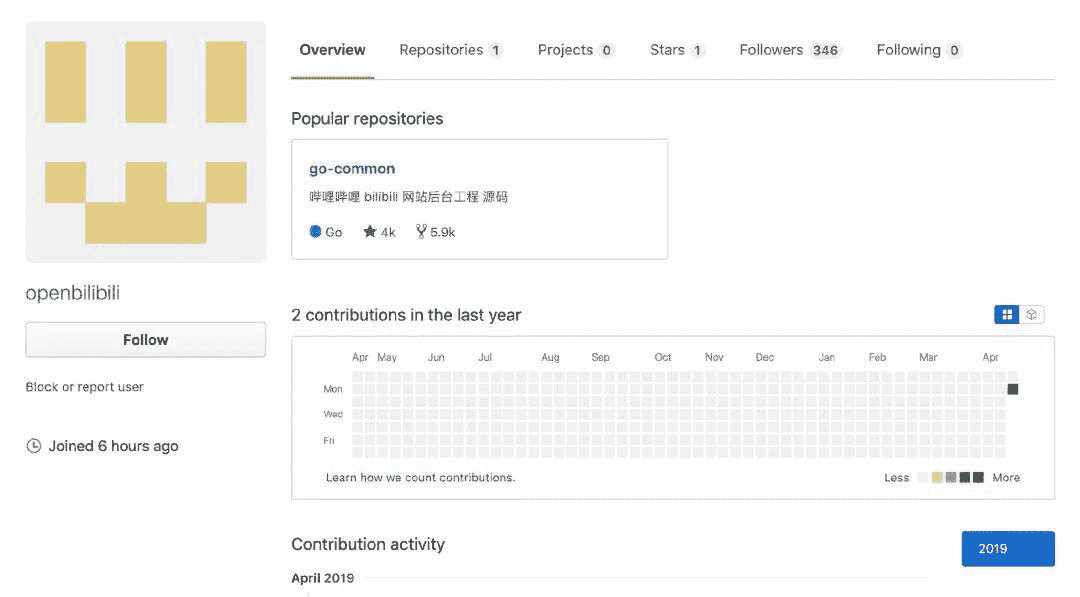 Overview Repositories 1 Projects 0 Stars 1 Followers 346 Following 0
Popular repositories
go-common
哔哩哔哩 bilibili 网站后台工程 源码
Go 4k 5.9k
openbilibili
Follow
Block or report user
Joined 6 hours ago
2 contributions in the last year
Apr May Jun Jul Aug Sep Oct Nov Dec Jan Feb Mar Apr
Mon
Wed
Fri
Learn how we count contributions.
Less More
Contribution activity
2019
April 2019